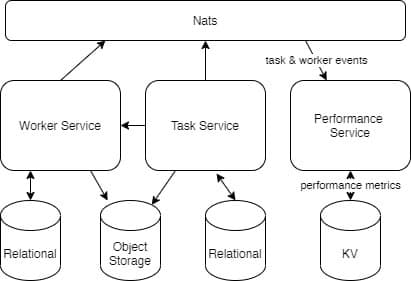 Nats
task & worker events
Worker Service
Task Service
Performance
Service
performance metrics
Relational
Object
Storage
Relational
KV